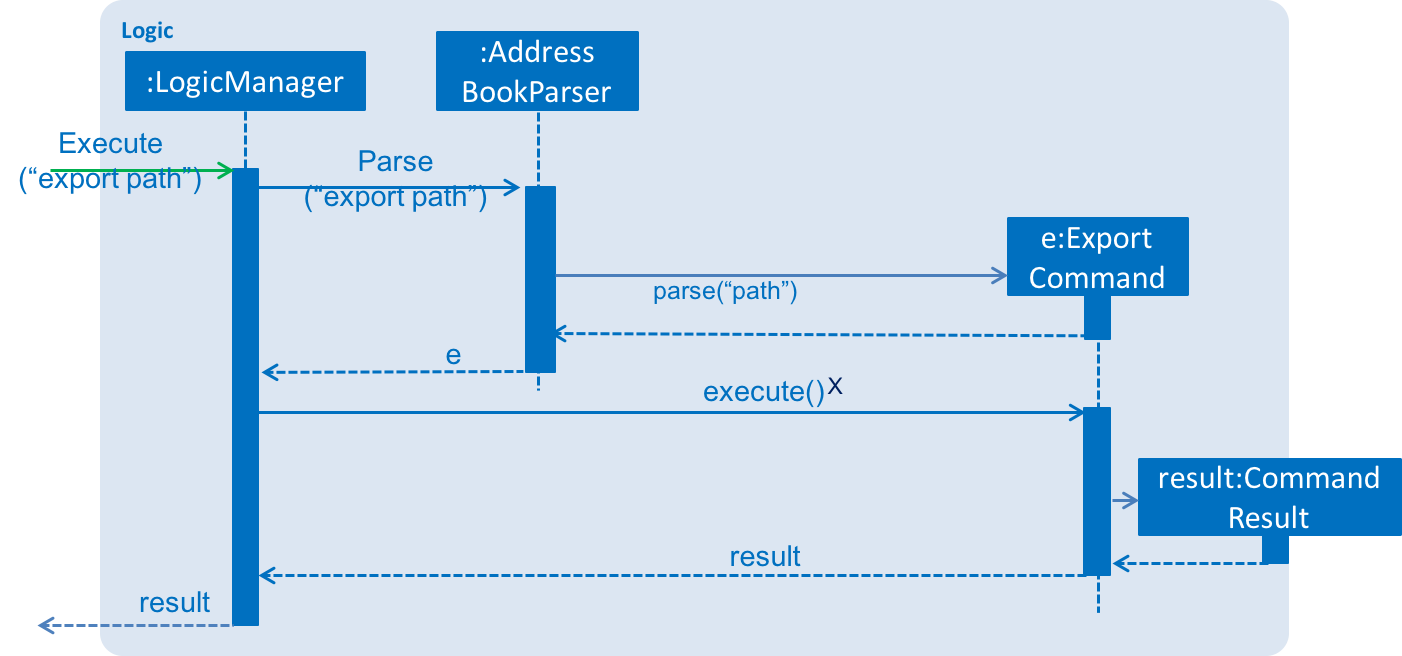 Logic
:LogicManager
:Address
BookParser
Execute
(“export path”)
Parse
(“export path”)
e:Export
Command
parse(“path”)
e
execute()
X
result:Command
Result
result
result